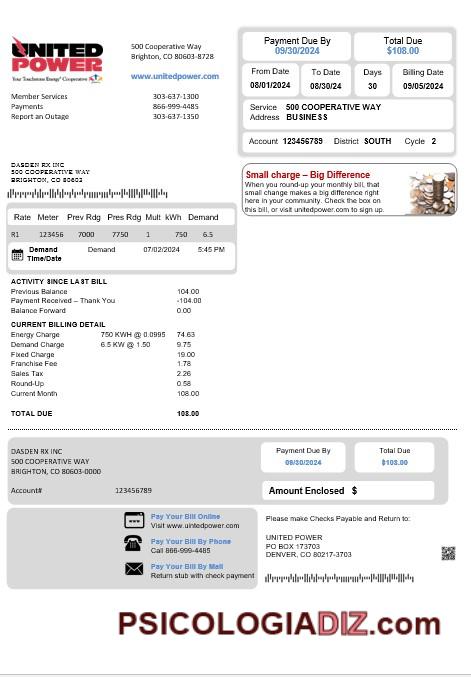 UNITED
POWER
Your Touchstone Energy® Cooperative
500 Cooperative Way
Brighton, CO 80603-8728
www.unitedpower.com
Member Services 303-637-1300
Payments 866-999-4485
Report an Outage 303-637-1350
Payment Due By Total Due
09/30/2024 $108.00
From Date To Date Days Billing Date
08/01/2024 08/30/24 30 09/05/2024
Service 500 COOPERATIVE WAY
Address BUSINESS
Account 123456789 District SOUTH Cycle 2
DASDEN RX INC
500 COOPERATIVE WAY
BRIGHTON, CO 80603
Small charge – Big Difference
When you round-up your monthly bill, that
small change makes a big difference right
here in your community. Check the box on
this bill, or visit unitedpower.com to sign up.
Rate Meter Prev Rdg Pres Rdg Mult kWh Demand
R1 123456 7000 7750 1 750 6.5
Demand Demand 07/02/2024 5:45 PM
Time/Date
ACTIVITY SINCE LAST BILL
Previous Balance 104.00
Payment Received – Thank You -104.00
Balance Forward 0.00
CURRENT BILLING DETAIL
Energy Charge 750 KWH @ 0.0995 74.63
Demand Charge 6.5 KW @ 1.50 9.75
Fixed Charge 19.00
Franchise Fee 1.78
Sales Tax 2.26
Round-Up 0.58
Current Month 108.00
TOTAL DUE 108.00
DASDEN RX INC
500 COOPERATIVE WAY
BRIGHTON, CO 80603-0000
Account# 123456789
Payment Due By Total Due
09/30/2024 $108.00
Amount Enclosed $
Pay Your Bill Online
Visit www.uintedpower.com
Pay Your Bill By Phone
Call 866-999-4485
Pay Your Bill By Mail
Return stub with check payment
Please make Checks Payable and Return to:
UNITED POWER
PO BOX 173703
DENVER, CO 80217-3703
PSICOLOGIADIZ.com